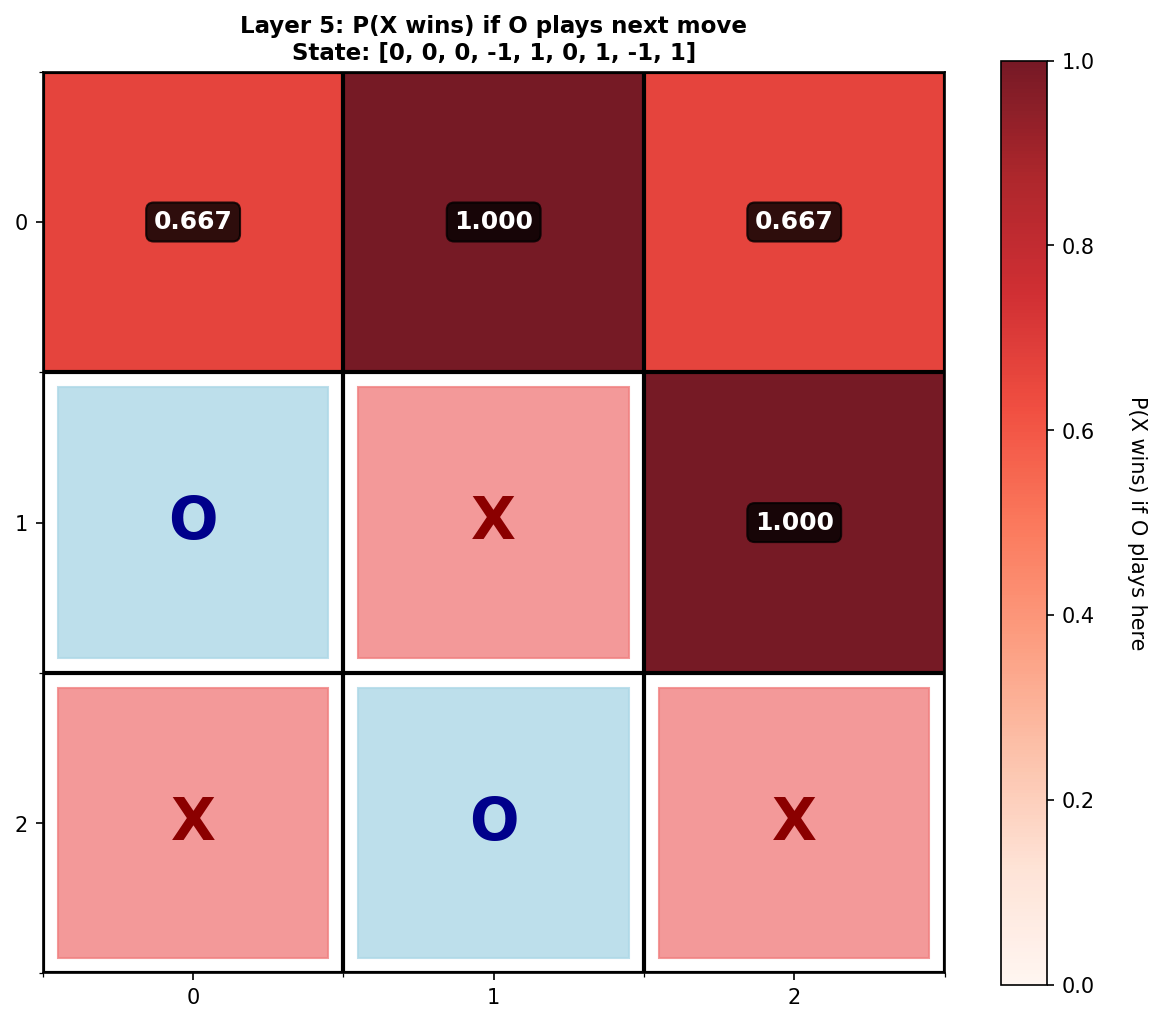 Layer 5: P(X wins) if O plays next move
State: [0, 0, 0, -1, 1, 0, 1, -1, 1]
0.667
1.000
0.667
O
X
1.000
X
O
X
0
1
2
0
1
2
1.0
0.8
0.6
0.4
0.2
0.0
P(X wins) if O plays here